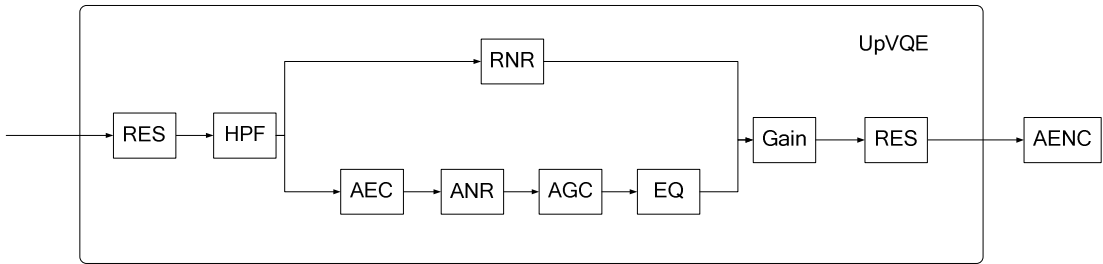 UpVQE
RNR
RES
HPF
Gain
RES
AENC
AEC
ANR
AGC
EQ